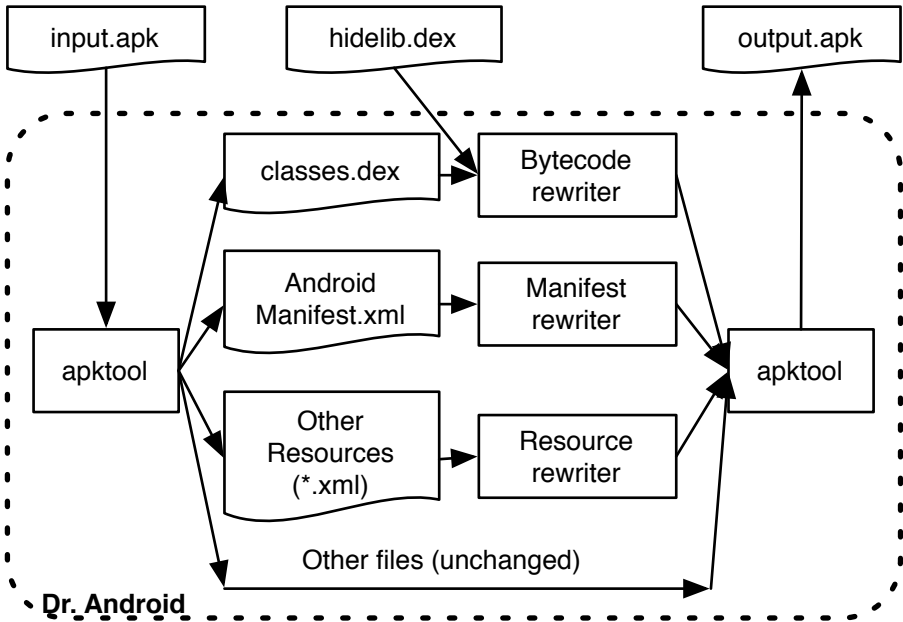 input.apk
hidelib.dex
output.apk
classes.dex
Bytecode
rewriter
Android
Manifest.xml
Manifest
rewriter
apktool
apktool
Other
Resources
(*.xml)
Resource
rewriter
Other files (unchanged)
Dr. Android